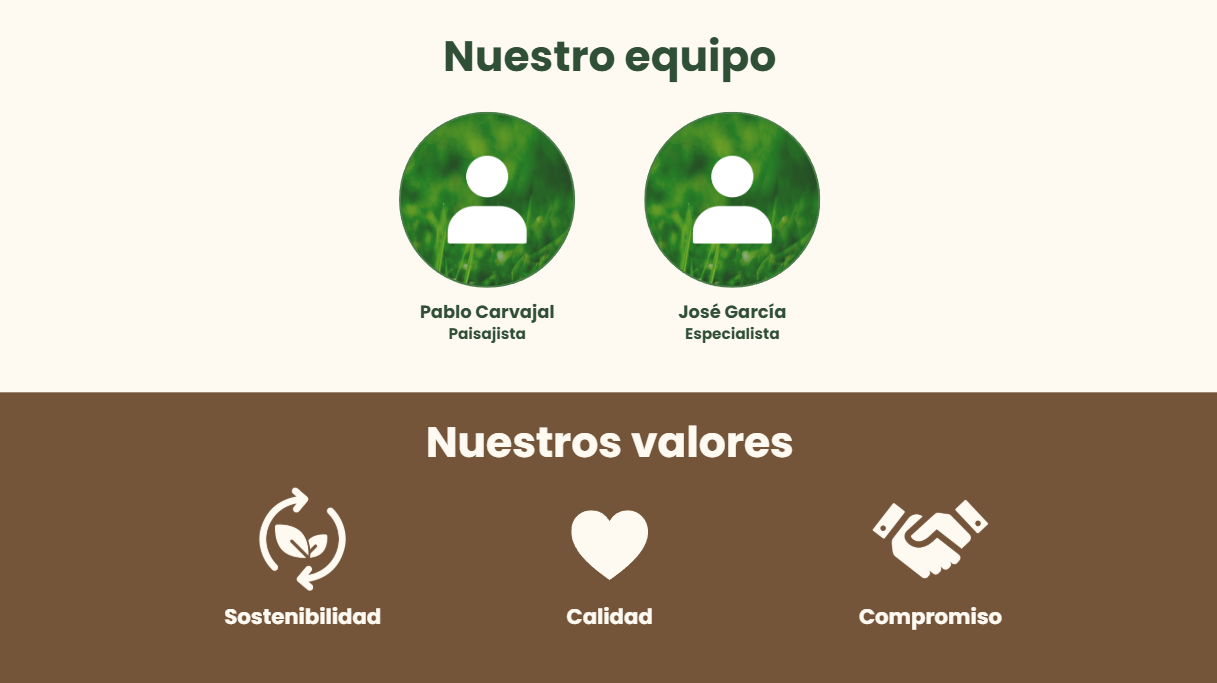 Nuestro equipo
Pablo Carvajal
Paisajista
José García
Especialista
Nuestros valores
Sostenibilidad
Calidad
Compromiso